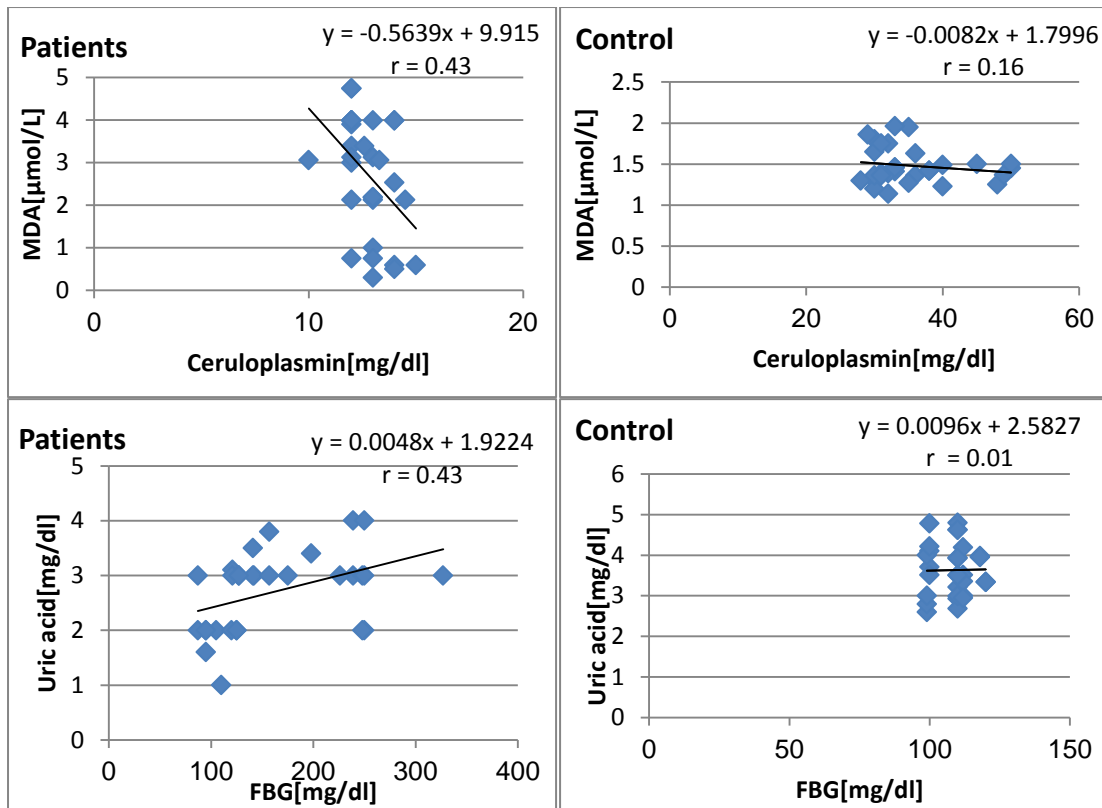 Patients
y = -0.5639x + 9.915
r = 0.43
MDA[µmol/L]
5
4
3
2
1
0
0 10 20
Ceruloplasmin[mg/dl]
Control
y = -0.0082x + 1.7996
r = 0.16
MDA[µmol/L]
2.5
2
1.5
1
0.5
0
0 20 40 60
Ceruloplasmin[mg/dl]
Patients
y = 0.0048x + 1.9224
r = 0.43
Uric acid[mg/dl]
5
4
3
2
1
0
0 100 200 300 400
FBG[mg/dl]
Control
y = 0.0096x + 2.5827
r = 0.01
Uric acid[mg/dl]
6
5
4
3
2
1
0
0 50 100 150
FBG[mg/dl]